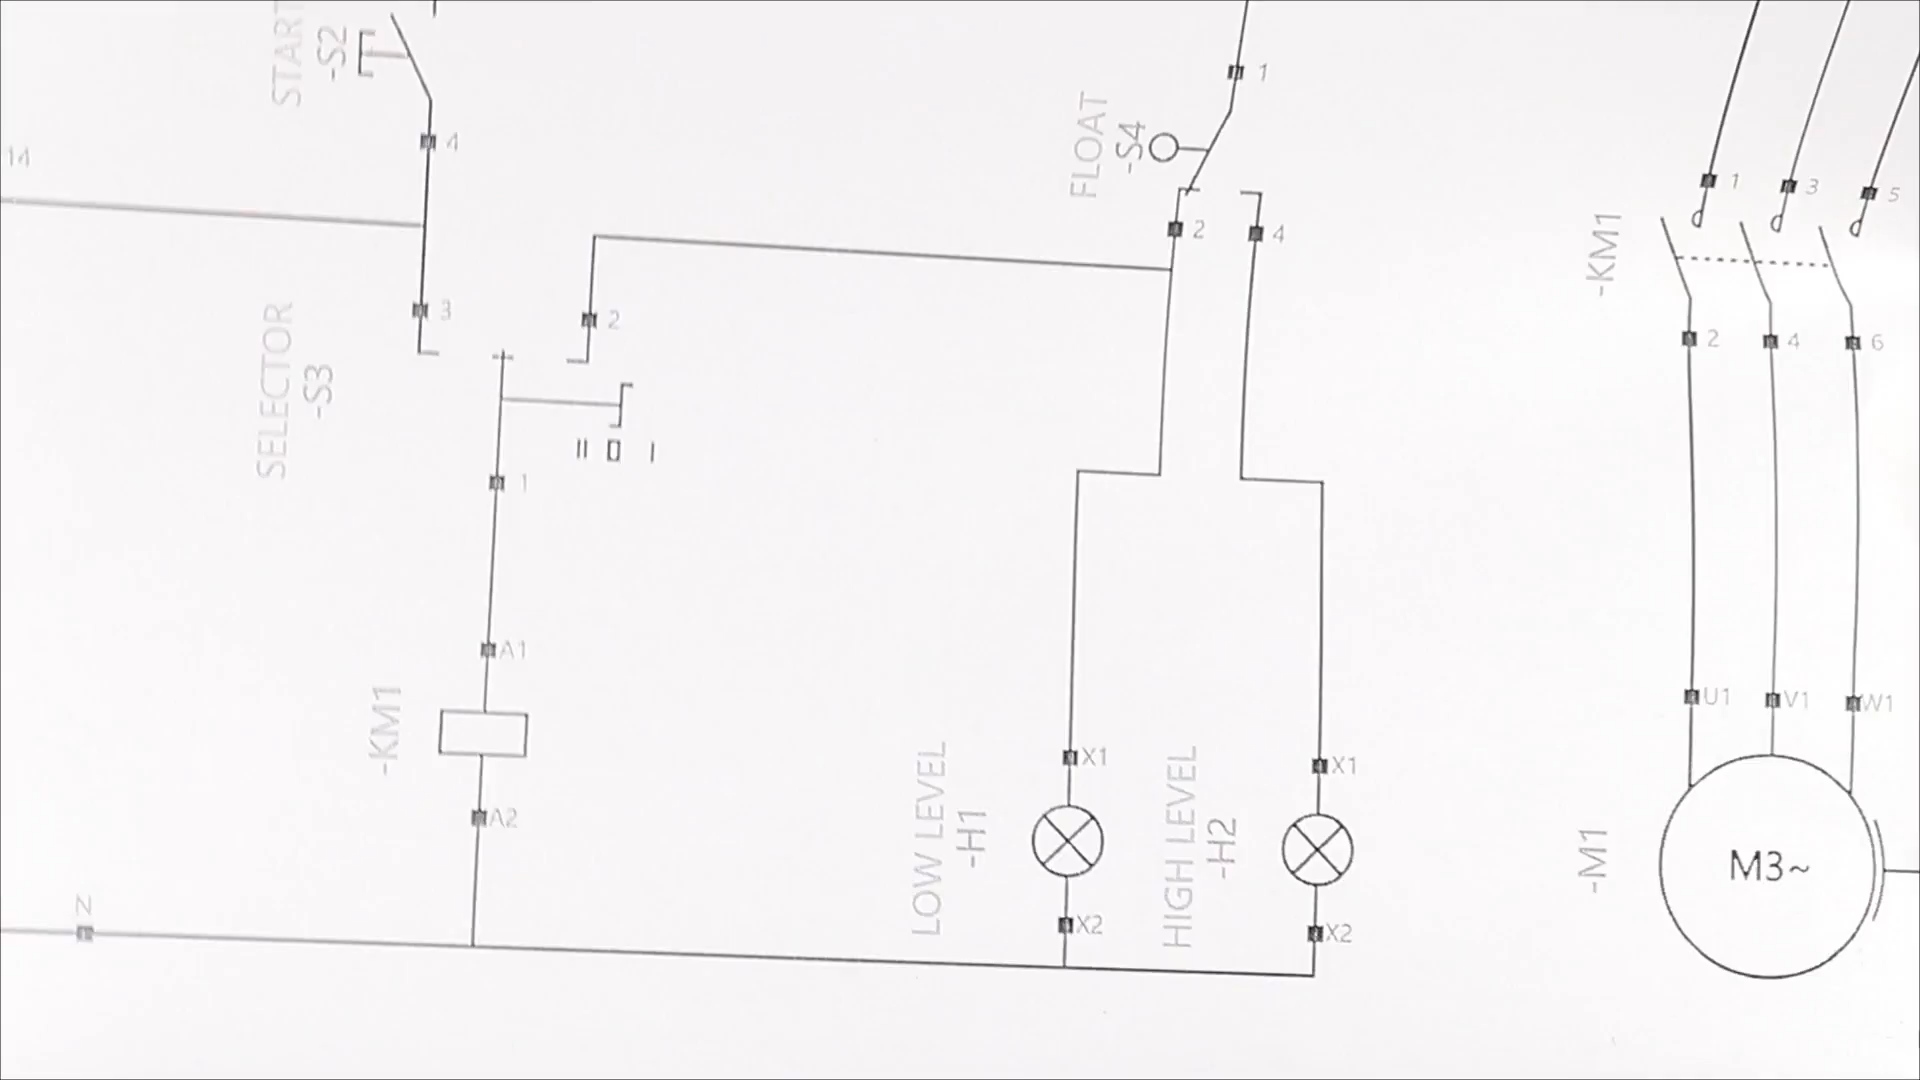 START
-S2
4
14
3
SELECTOR
-S3
2
II 0 I
1
A1
-KM1
A2
N
1
FLOAT
-S4
2
4
LOW LEVEL
-H1
X1
X2
HIGH LEVEL
-H2
X1
X2
1
3
5
-KM1
2
4
6
U1
V1
W1
-M1
M3~